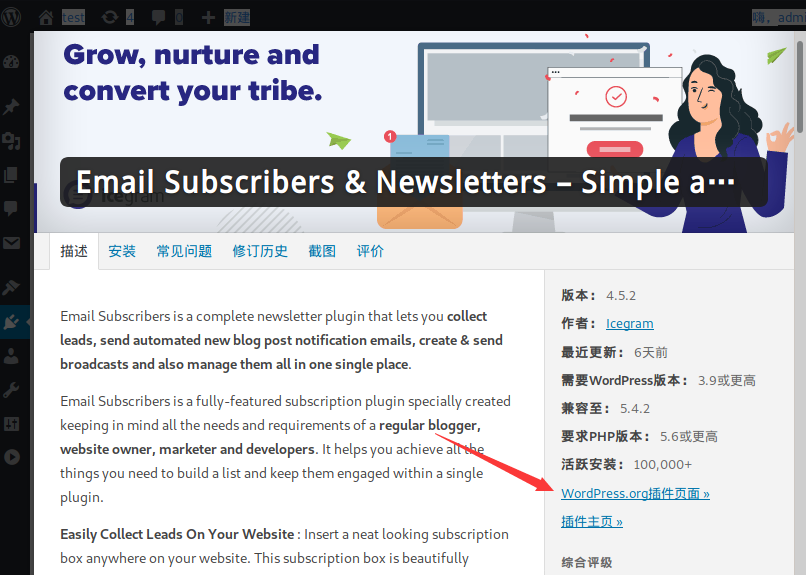 test
4
0
新建
嗨，admi
Grow, nurture and
convert your tribe.
1
Email Subscribers & Newsletters – Simple a···
icegram
描述
安装
常见问题
修订历史
截图
评价
Email Subscribers is a complete newsletter plugin that lets you collect
leads, send automated new blog post notification emails, create & send
broadcasts and also manage them all in one single place.
Email Subscribers is a fully-featured subscription plugin specially created
keeping in mind all the needs and requirements of a regular blogger,
website owner, marketer and developers. It helps you achieve all the
things you need to build a list and keep them engaged within a single
plugin.
Easily Collect Leads On Your Website : Insert a neat looking subscription
box anywhere on your website. This subscription box is beautifully
版本： 4.5.2
作者： Icegram
最近更新： 6天前
需要WordPress版本： 3.9或更高
兼容至： 5.4.2
要求PHP版本： 5.6或更高
活跃安装： 100,000+
WordPress.org插件页面 »
插件主页 »
综合评级